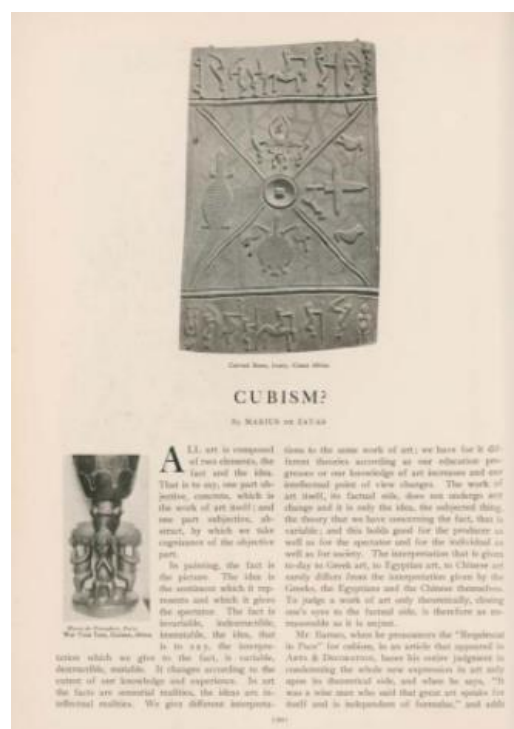 Carved Door, Ivory Coast Africa
CUBISM?
By MARIUS DE ZAYAS
ALL art is composed
of two elements, the
fact and the idea.
That is to say, one part ob-
jective, concrete, which is
the work of art itself; and
one part subjective, ab-
stract, by which we take
cognizance of the objective
part.
In painting, the fact is
the picture. The idea is
the sentiment which it rep-
resents and which it gives
the spectator. The fact is
invariable, indestructible,
immutable, the idea, that
is to say, the interpre-
tation which we give to the fact, is variable,
destructible, mutable. It changes according to the
extent of our knowledge and experience. In art
the facts are sensorial realities, the ideas are in-
tellectual realities. We give different interpreta-
War Tom Tom, Guinea, Africa
tions to the same work of art; we have for it dif-
ferent theories according as our education pro-
gresses or our knowledge of art increases and our
intellectual point of view changes. The work of
art itself, its factual side, does not undergo any
change and it is only the idea, the subjected thing,
the theory that we have concerning the fact, that is
variable; and this holds good for the producer as
well as for the spectator and for the individual as
well as for society. The interpretation that is given
to-day to Greek art, to Egyptian art, to Chinese art
surely differs from the interpretation given by the
Greeks, the Egyptians and the Chinese themselves.
To judge a work of art only theoretically, closing
one's eyes to the factual side, is therefore as un-
reasonable as it is unjust.
Mr. Eames, when he pronounces the "Requiescat
in Pace" for cubism, in an article that appeared in
ARTS & DECORATION, bases his entire judgment in
condemning the whole new expression in art only
upon its theoretical side, and when he says, "It
was a wise man who said that great art speaks for
itself and is independent of formulas," and adds